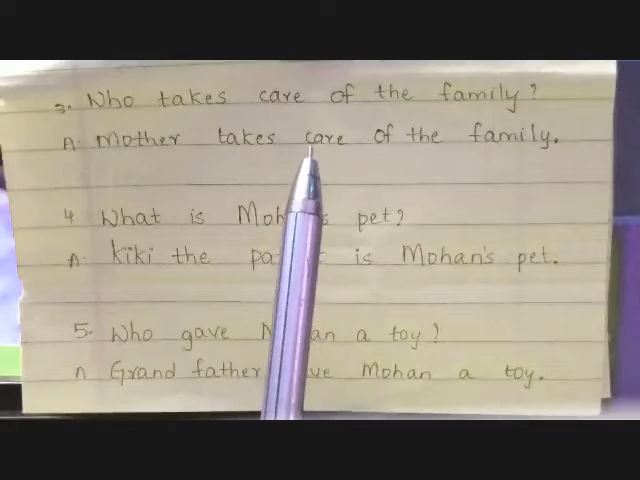 3. Who takes care of the family?
A. Mother takes care of the family.
4 What is pet?
A. kiki the is Mohan's pet.
5. Who gave a toy?
A Grand father Mohan a toy.